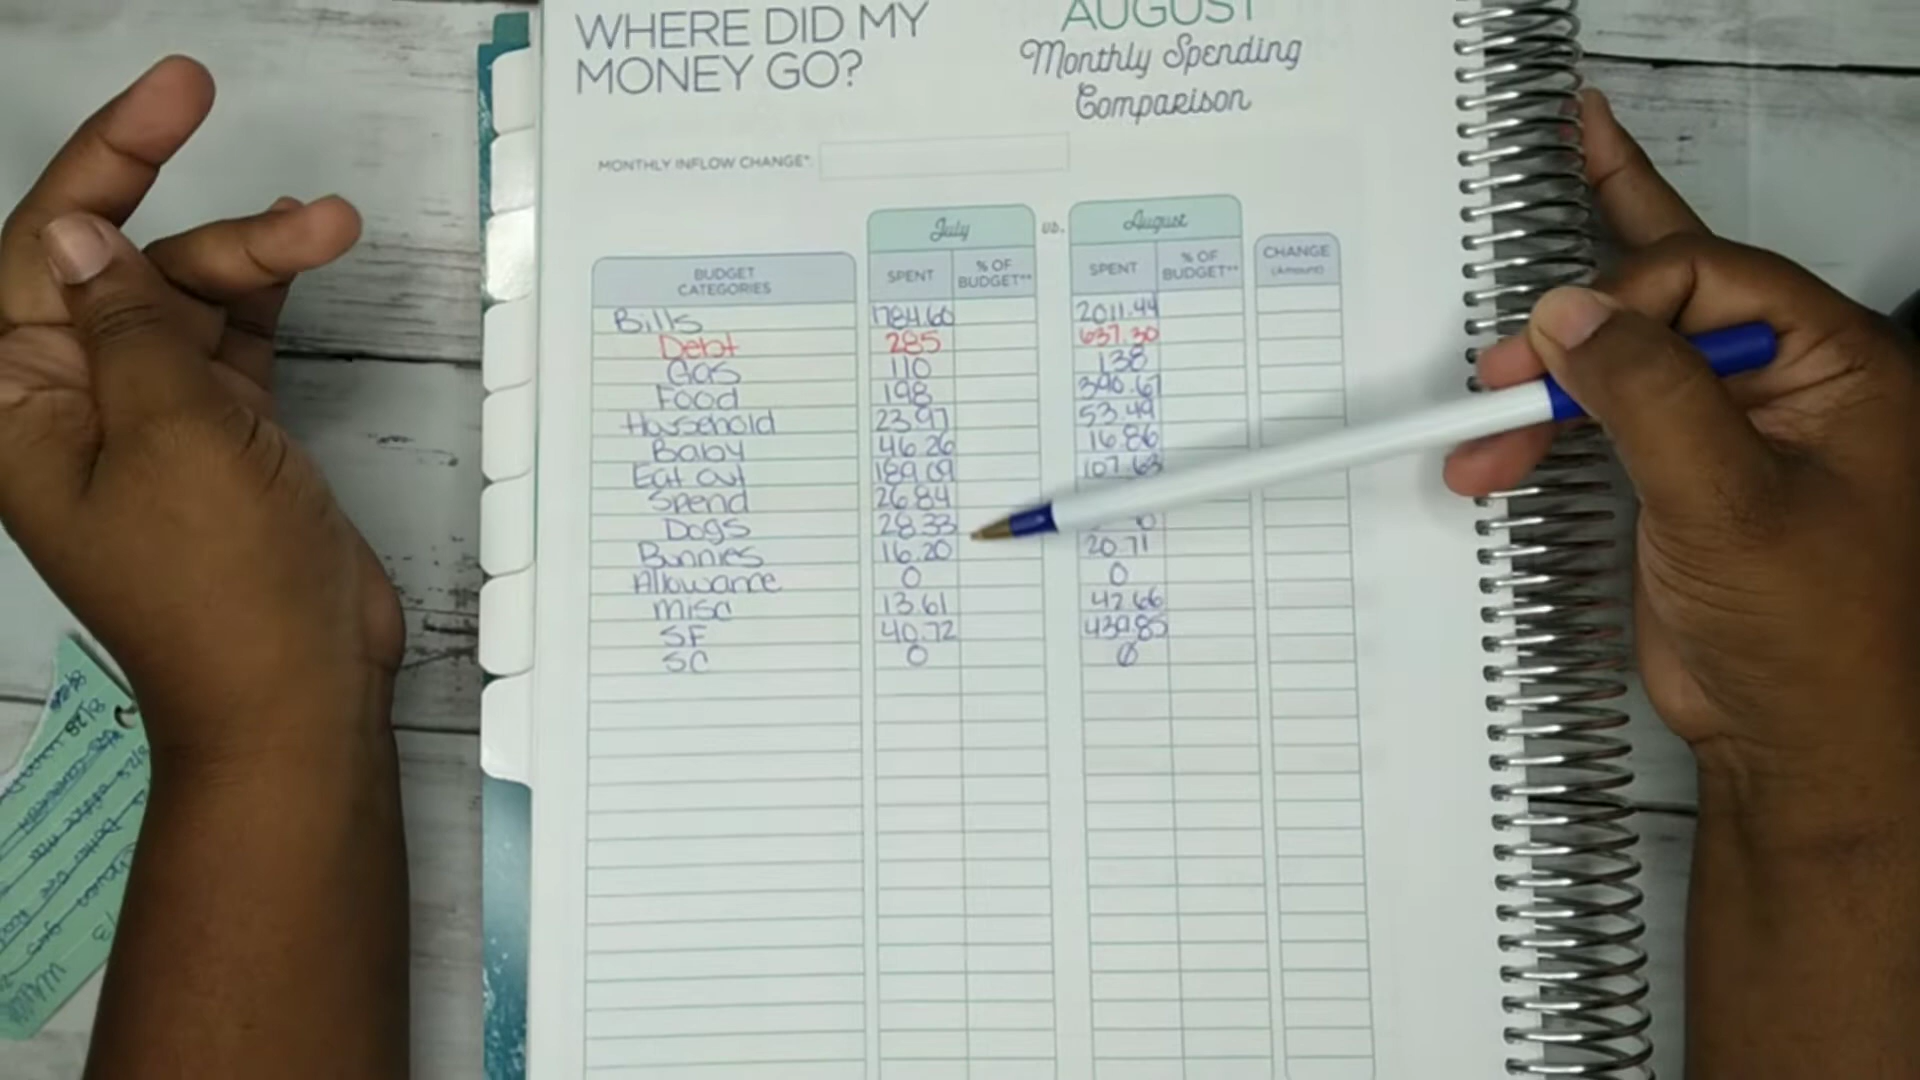 WHERE DID MY
MONEY GO?
AUGUST
Monthly Spending
Comparison
MONTHLY INFLOW CHANGE*:
July vs. August
BUDGET CATEGORIES SPENT % OF BUDGET** SPENT % OF BUDGET** CHANGE (Amount)
Bills 1784.60 2011.44
Debt 285 637.30
Gas 110 138
Food 198 390.67
Household 23.97 53.49
Baby 46.26 16.86
Eat out 189.09 107.63
Spend 26.84
Dogs 28.33 0
Bunnies 16.20 20.71
Allowance 0 0
Misc 13.61 42.66
SF 40.72 439.85
SC 0 0
8/28